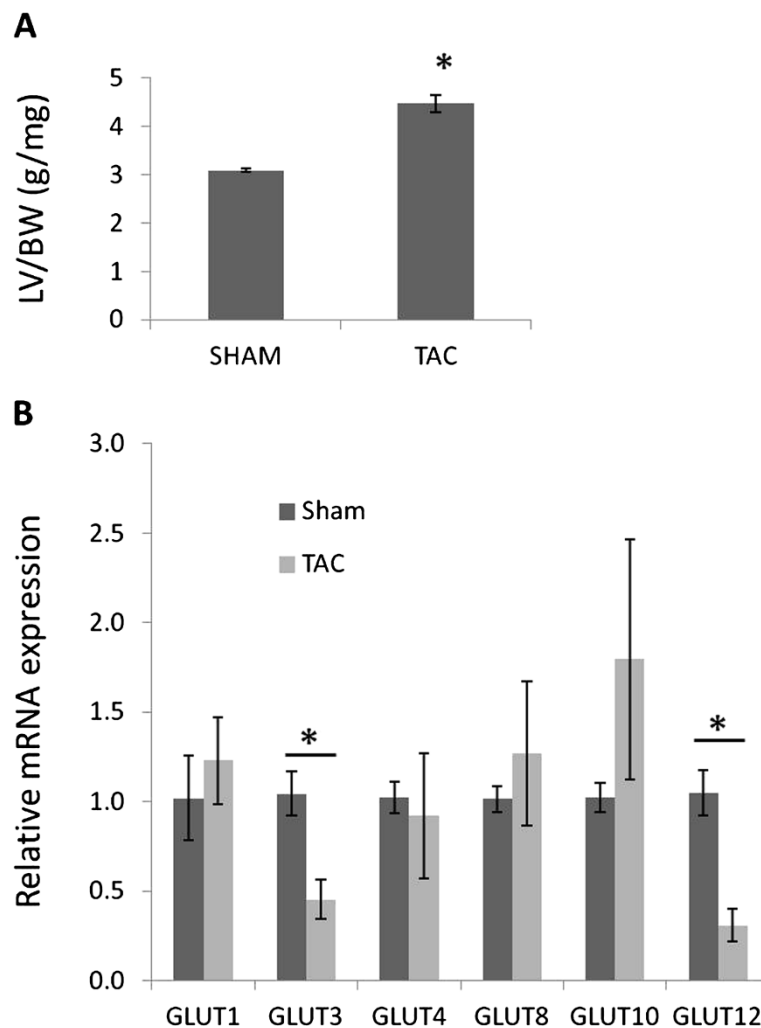 A
*
LV/BW (g/mg)
5
4
3
2
1
0
SHAM TAC
B
Relative mRNA expression
3.0
2.5
2.0
1.5
1.0
0.5
0.0
Sham
TAC
* *
GLUT1 GLUT3 GLUT4 GLUT8 GLUT10 GLUT12